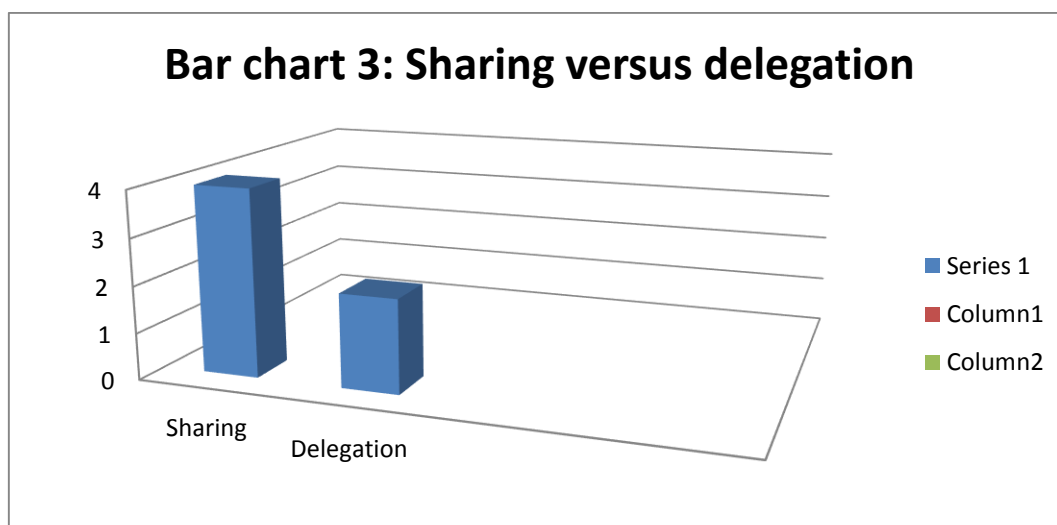 Bar chart 3: Sharing versus delegation
4
3
2
1
0
Sharing
Delegation
Series 1
Column1
Column2